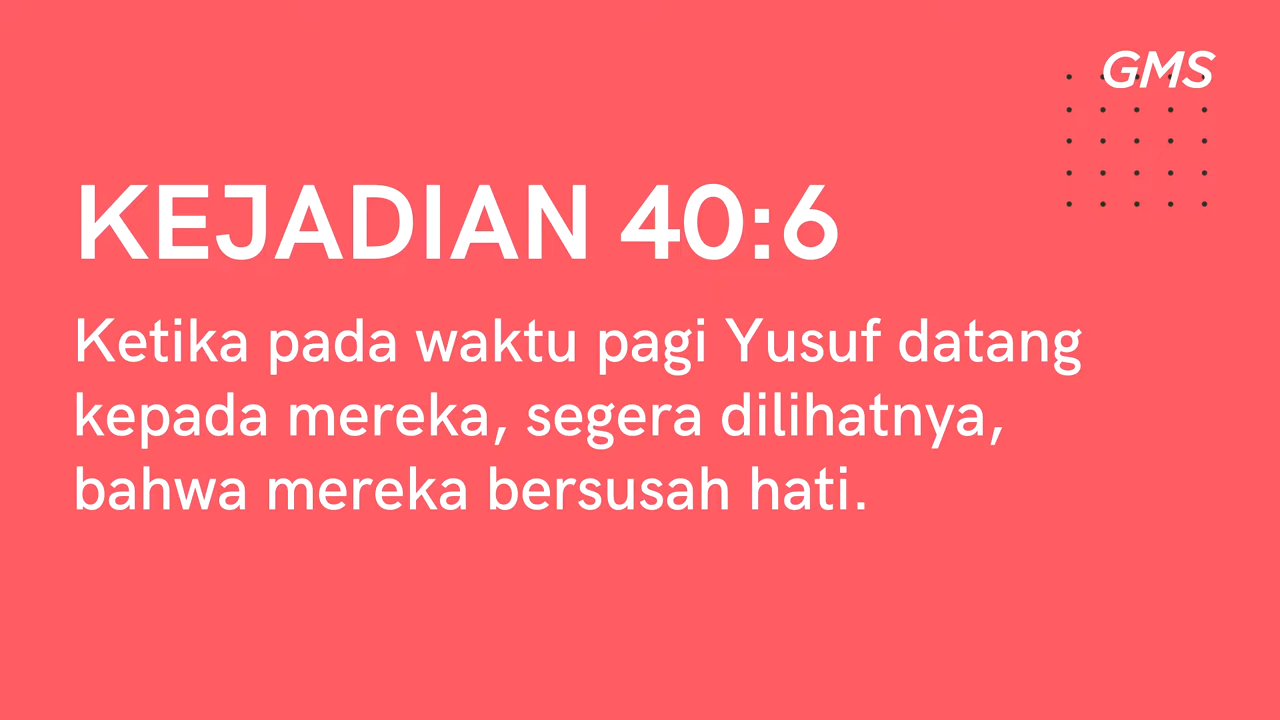 GMS
KEJADIAN 40:6
Ketika pada waktu pagi Yusuf datang
kepada mereka, segera dilihatnya,
bahwa mereka bersusah hati.